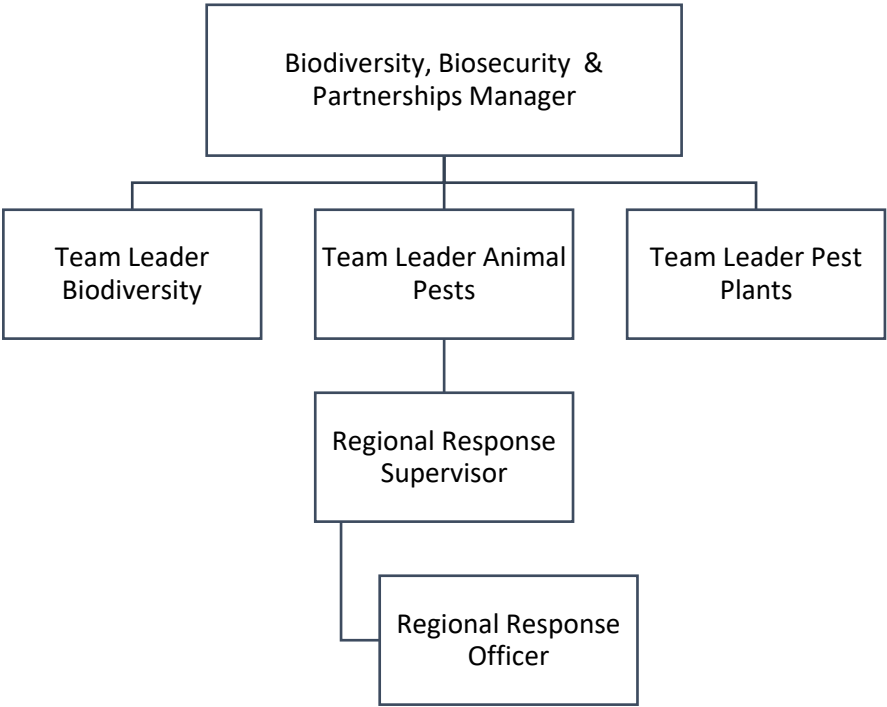 Biodiversity, Biosecurity &
Partnerships Manager
Team Leader
Biodiversity
Team Leader Animal
Pests
Team Leader Pest
Plants
Regional Response
Supervisor
Regional Response
Officer